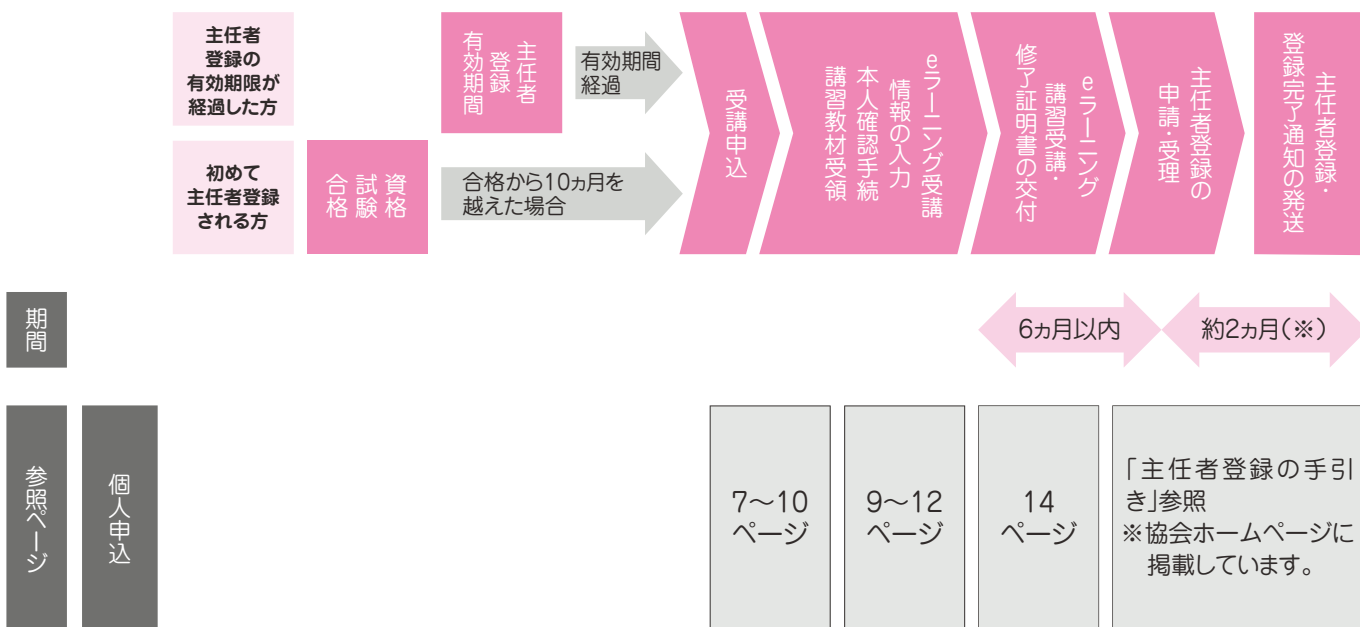 主任者
登録の
有効期限が
経過した方
主任者
登録
有効期間
有効期間
経過
初めて
主任者登録
される方
資格
試験
合格
合格から10ヵ月を
越えた場合
受講申込
eラーニング受講
情報の入力
本人確認手続
講習教材受領
eラーニング
講習受講・
修了証明書の交付
主任者登録の
申請・受理
主任者登録・
登録完了通知の発送
期間
6ヵ月以内
約2ヵ月(※)
参照ページ
個人申込
7〜10
ページ
9〜12
ページ
14
ページ
「主任者登録の手引
き」参照
※協会ホームページに
掲載しています。